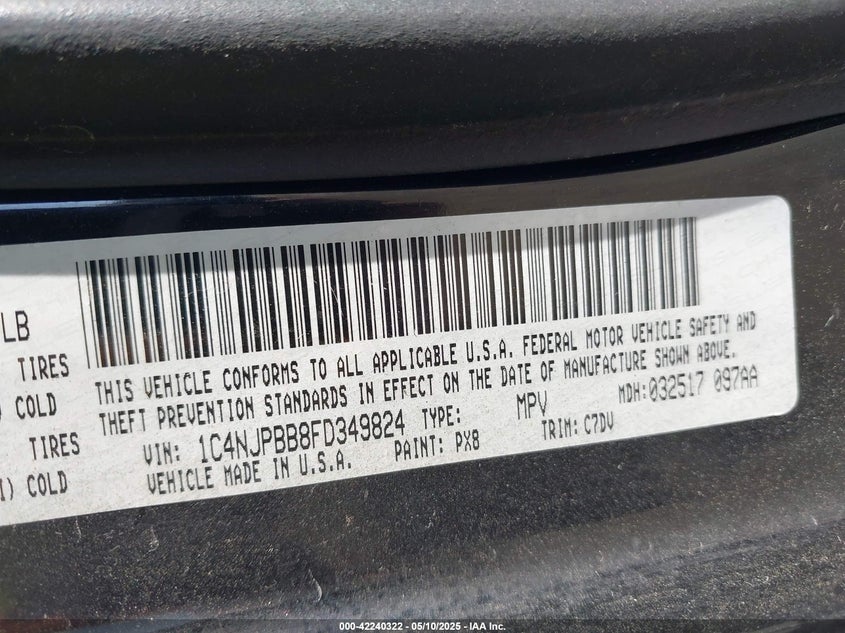 LB
TIRES
) COLD
TIRES
I) COLD
THIS VEHICLE CONFORMS TO ALL APPLICABLE U.S.A. FEDERAL MOTOR VEHICLE SAFETY AND
THEFT PREVENTION STANDARDS IN EFFECT ON THE DATE OF MANUFACTURE SHOWN ABOVE.
VIN: 1C4NJPBB8FD349824 TYPE: MPV MDH:032517 097AA
VEHICLE MADE IN U.S.A. PAINT: PX8 TRIM: C7DV
000-42240322 — 05/10/2025 — IAA Inc.